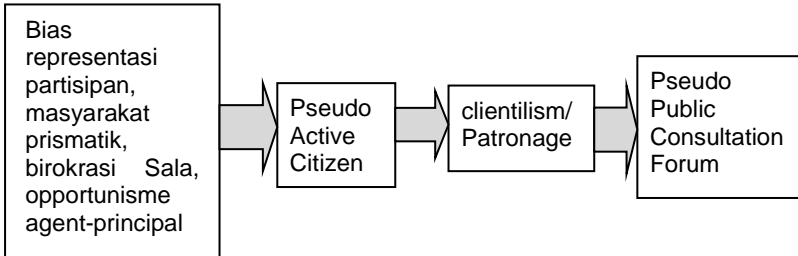 Bias
representasi
partisipan,
masyarakat
prismatik,
birokrasi Sala,
opportunisme
agent-principal
Pseudo
Active
Citizen
clientilism/
Patronage
Pseudo
Public
Consultation
Forum